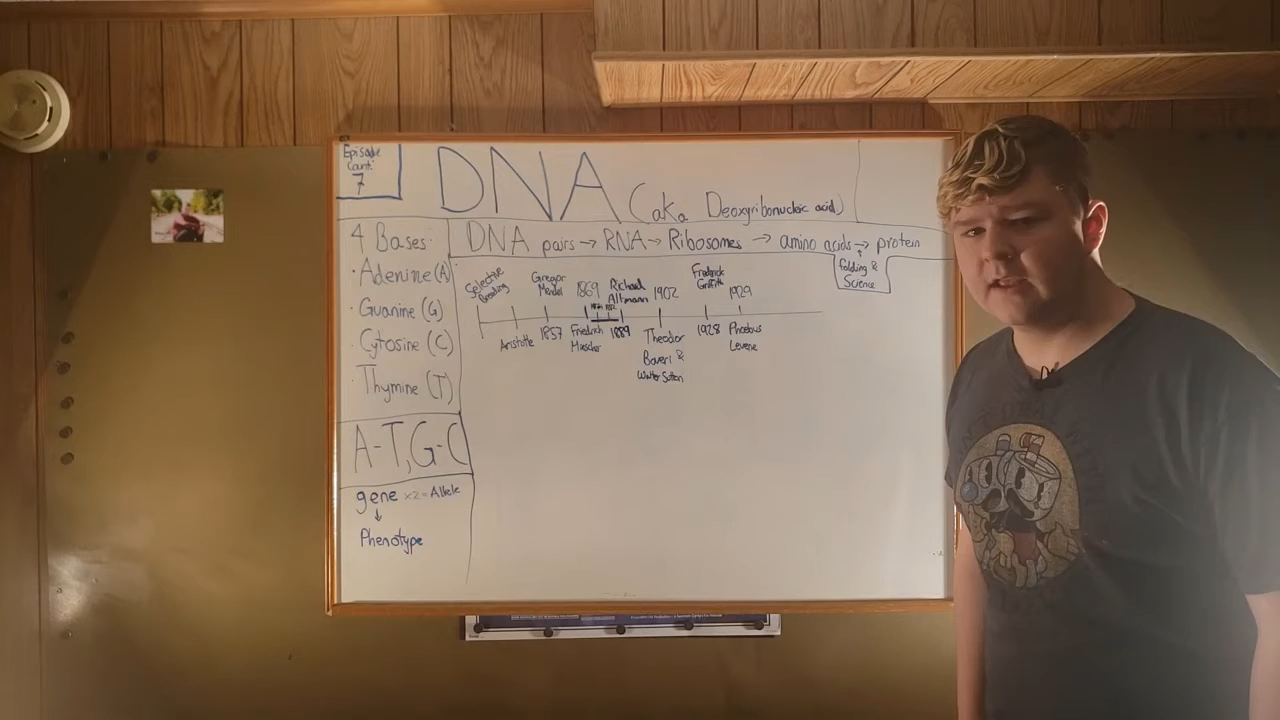 Episode
Count:
7
DNA (aka Deoxyribonucleic acid)
4 Bases:
· Adenine (A)
· Guanine (G)
· Cytosine (C)
· Thymine (T)
A-T, G-C
gene x2 = Allele
↓
Phenotype
DNA pairs → RNA → Ribosomes → amino acids → protein
folding &
Science
Selective
Breeding
Aristotle
Gregor
Mendel
1857
1869
Friedrich
Miescher
Richard
Altmann
1889
1902
Theodor
Boveri &
Walter Sutton
Fredrick
Griffith
1928
1929
Phoebus
Levene